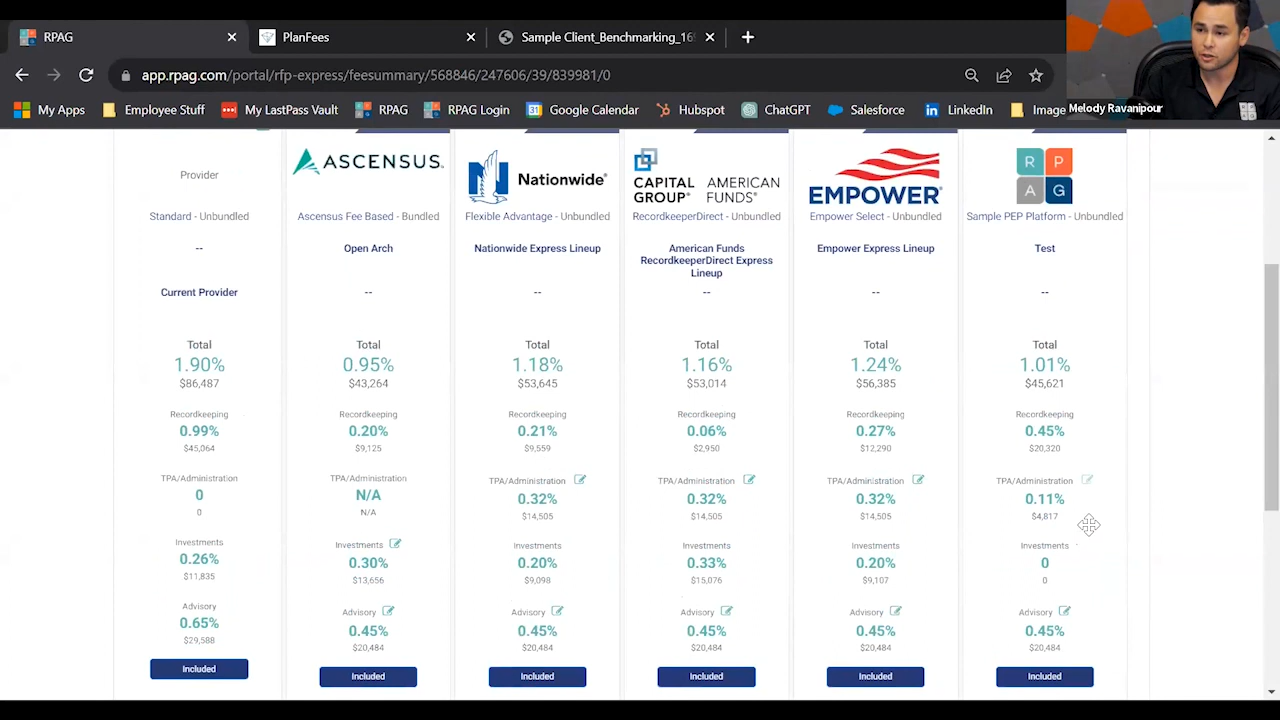 RPAG
PlanFees
Sample Client_Benchmarking_165
app.rpag.com/portal/rfp-express/feesummary/568846/247606/39/839981/0
My Apps
Employee Stuff
My LastPass Vault
RPAG
RPAG Login
Google Calendar
Hubspot
ChatGPT
Salesforce
LinkedIn
Image
Melody Ravanipour
Provider
Standard - Unbundled
--
Current Provider
Total
1.90%
$86,487
Recordkeeping
0.99%
$45,064
TPA/Administration
0
0
Investments
0.26%
$11,835
Advisory
0.65%
$29,588
Included
ASCENSUS
Ascensus Fee Based - Bundled
Open Arch
--
Total
0.95%
$43,264
Recordkeeping
0.20%
$9,125
TPA/Administration
N/A
N/A
Investments
0.30%
$13,656
Advisory
0.45%
$20,484
Included
Nationwide®
Flexible Advantage - Unbundled
Nationwide Express Lineup
--
Total
1.18%
$53,645
Recordkeeping
0.21%
$9,559
TPA/Administration
0.32%
$14,505
Investments
0.20%
$9,098
Advisory
0.45%
$20,484
Included
CAPITAL AMERICAN
GROUP® FUNDS®
RecordkeeperDirect - Unbundled
American Funds
RecordkeeperDirect Express
Lineup
--
Total
1.16%
$53,014
Recordkeeping
0.06%
$2,950
TPA/Administration
0.32%
$14,505
Investments
0.33%
$15,076
Advisory
0.45%
$20,484
Included
EMPOWER®
Empower Select - Unbundled
Empower Express Lineup
--
Total
1.24%
$56,385
Recordkeeping
0.27%
$12,290
TPA/Administration
0.32%
$14,505
Investments
0.20%
$9,107
Advisory
0.45%
$20,484
Included
R P
A G
Sample PEP Platform - Unbundled
Test
--
Total
1.01%
$45,621
Recordkeeping
0.45%
$20,320
TPA/Administration
0.11%
$4,817
Investments
0
0
Advisory
0.45%
$20,484
Included